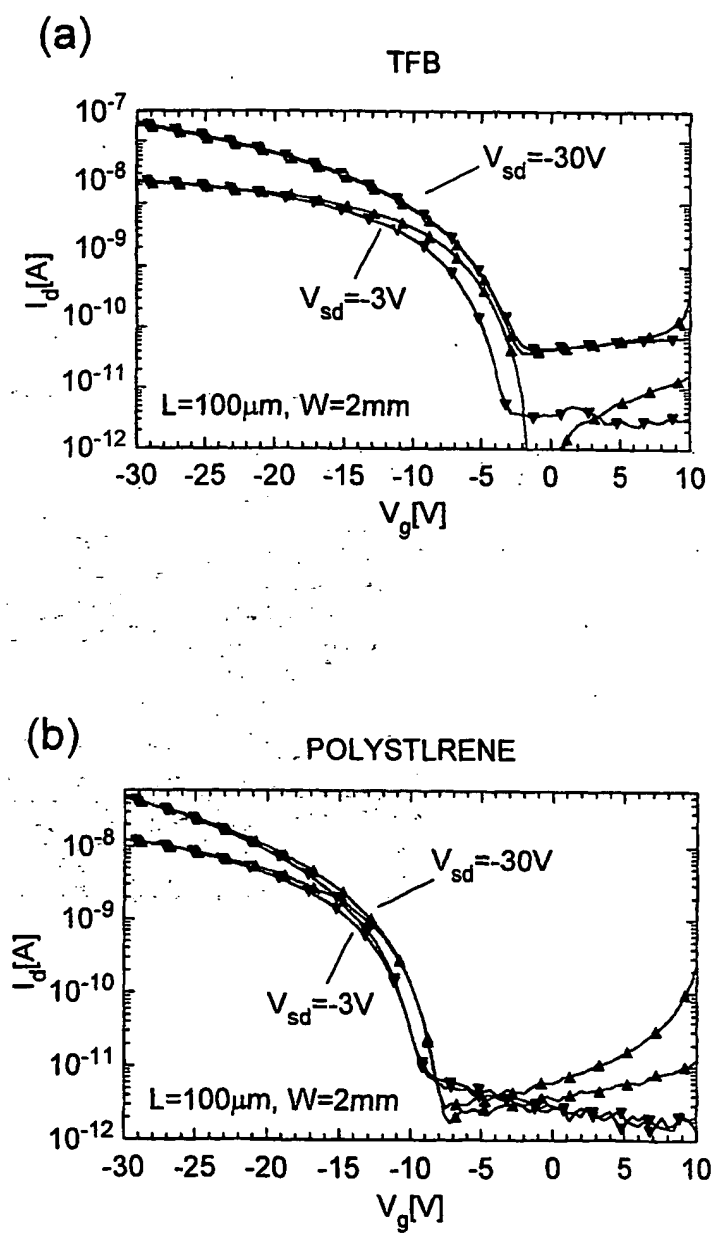 (a)
TFB
10-7
10-8
10-9
10-10
10-11
10-12
Id[A]
Vsd=-30V
Vsd=-3V
L=100μm, W=2mm
-30 -25 -20 -15 -10 -5 0 5 10
Vg[V]
(b)
POLYSTLRENE
10-8
10-9
10-10
10-11
10-12
Id[A]
Vsd=-30V
Vsd=-3V
L=100μm, W=2mm
-30 -25 -20 -15 -10 -5 0 5 10
Vg[V]